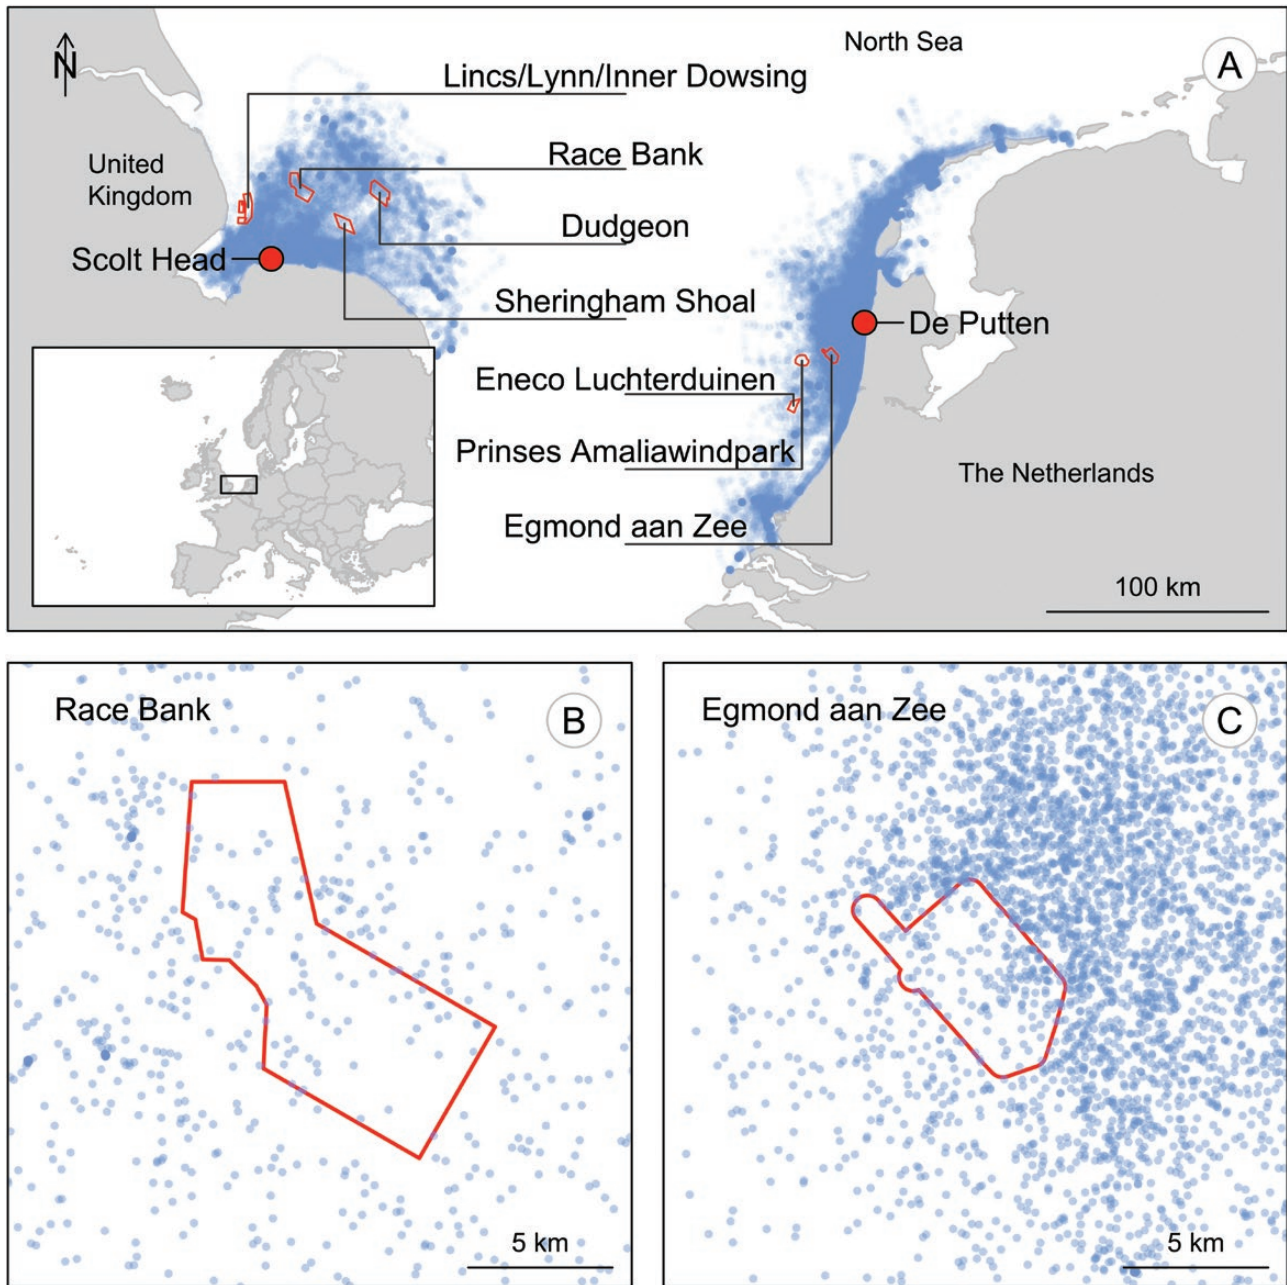 North Sea
A
N
Lincs/Lynn/Inner Dowsing
Race Bank
United
Kingdom
Dudgeon
Scolt Head
Sheringham Shoal
De Putten
Eneco Luchterduinen
Prinses Amaliawindpark
The Netherlands
Egmond aan Zee
100 km
Race Bank
B
5 km
Egmond aan Zee
C
5 km